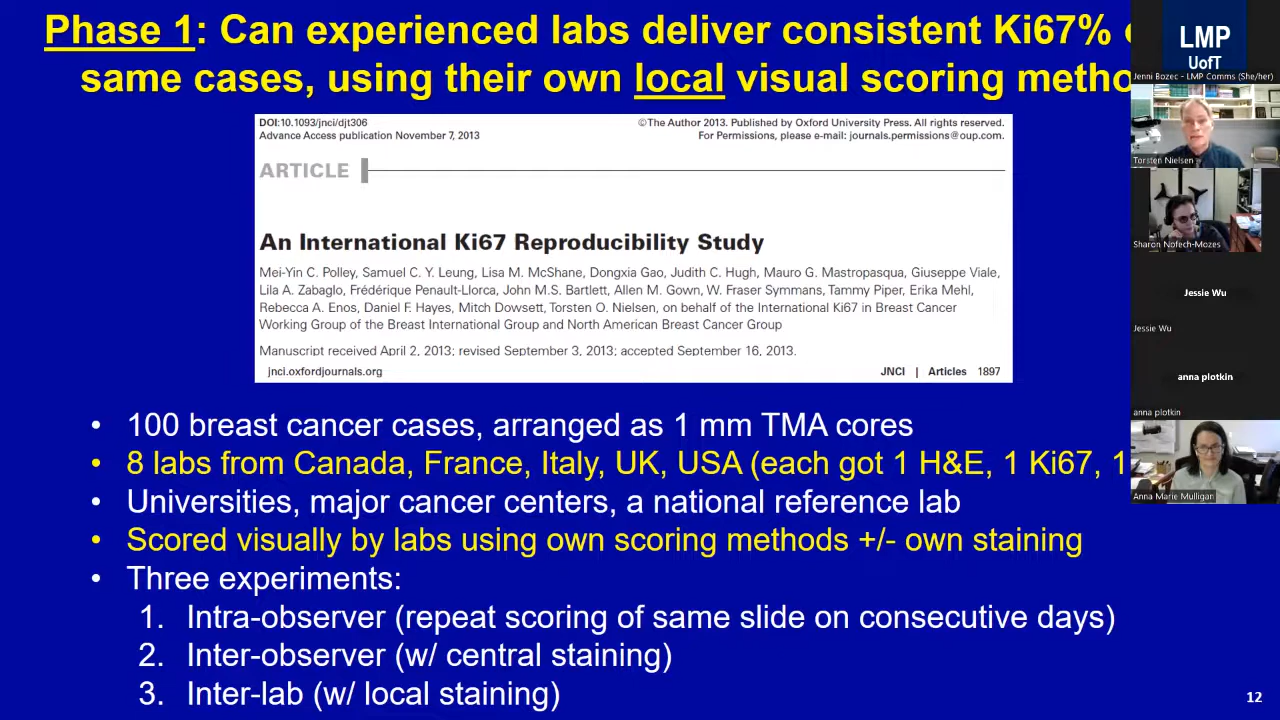 Phase 1: Can experienced labs deliver consistent Ki67%
same cases, using their own local visual scoring metho
DOI:10.1093/jnci/djt306
Advance Access publication November 7, 2013
©The Author 2013. Published by Oxford University Press. All rights reserved.
For Permissions, please e-mail: journals.permissions@oup.com.
ARTICLE
An International Ki67 Reproducibility Study
Mei-Yin C. Polley, Samuel C. Y. Leung, Lisa M. McShane, Dongxia Gao, Judith C. Hugh, Mauro G. Mastropasqua, Giuseppe Viale,
Lila A. Zabaglo, Frédérique Penault-Llorca, John M.S. Bartlett, Allen M. Gown, W. Fraser Symmans, Tammy Piper, Erika Mehl,
Rebecca A. Enos, Daniel F. Hayes, Mitch Dowsett, Torsten O. Nielsen, on behalf of the International Ki67 in Breast Cancer
Working Group of the Breast International Group and North American Breast Cancer Group
Manuscript received April 2, 2013; revised September 3, 2013; accepted September 16, 2013.
jnci.oxfordjournals.org
JNCI | Articles 1897
• 100 breast cancer cases, arranged as 1 mm TMA cores
• 8 labs from Canada, France, Italy, UK, USA (each got 1 H&E, 1 Ki67, 1
• Universities, major cancer centers, a national reference lab
• Scored visually by labs using own scoring methods +/- own staining
• Three experiments:
1. Intra-observer (repeat scoring of same slide on consecutive days)
2. Inter-observer (w/ central staining)
3. Inter-lab (w/ local staining)
12
LMP
UofT
Jenni Bozec - LMP Comms (She/her)
Torsten Nielsen
Sharon Nofech-Mozes
Jessie Wu
Jessie Wu
anna plotkin
anna plotkin
Anna Marie Mulligan